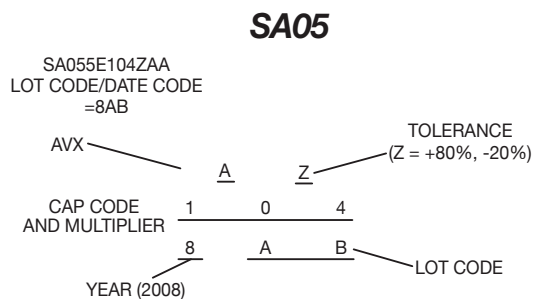 SA05
SA055E104ZAA
LOT CODE/DATE CODE
=8AB
AVX
TOLERANCE
(Z = +80%, -20%)
A Z
CAP CODE
AND MULTIPLIER
1 0 4
8 A B
LOT CODE
YEAR (2008)